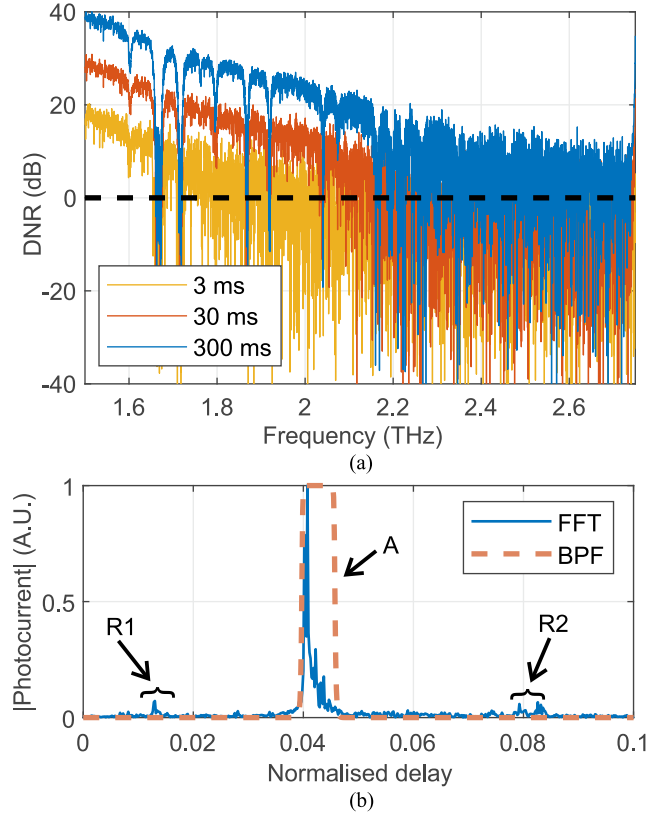 40
20
0
-20
-40
DNR (dB)
3 ms
30 ms
300 ms
1.6 1.8 2 2.2 2.4 2.6
Frequency (THz)
(a)
1
0.5
0
|Photocurrent| (A.U.)
R1
A
R2
FFT
BPF
0 0.02 0.04 0.06 0.08 0.1
Normalised delay
(b)